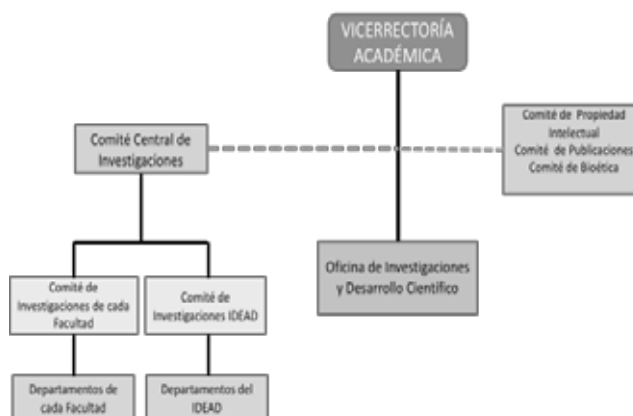 VICERRECTORÍA
ACADÉMICA
Comité de Propiedad
Intelectual
Comité de Publicaciones
Comité de Bioética
Comité Central de
Investigaciones
Oficina de Investigaciones
y Desarrollo Científico
Comité de
Investigaciones de cada
Facultad
Comité de
Investigaciones IDEAD
Departamentos de
cada Facultad
Departamentos del
IDEAD